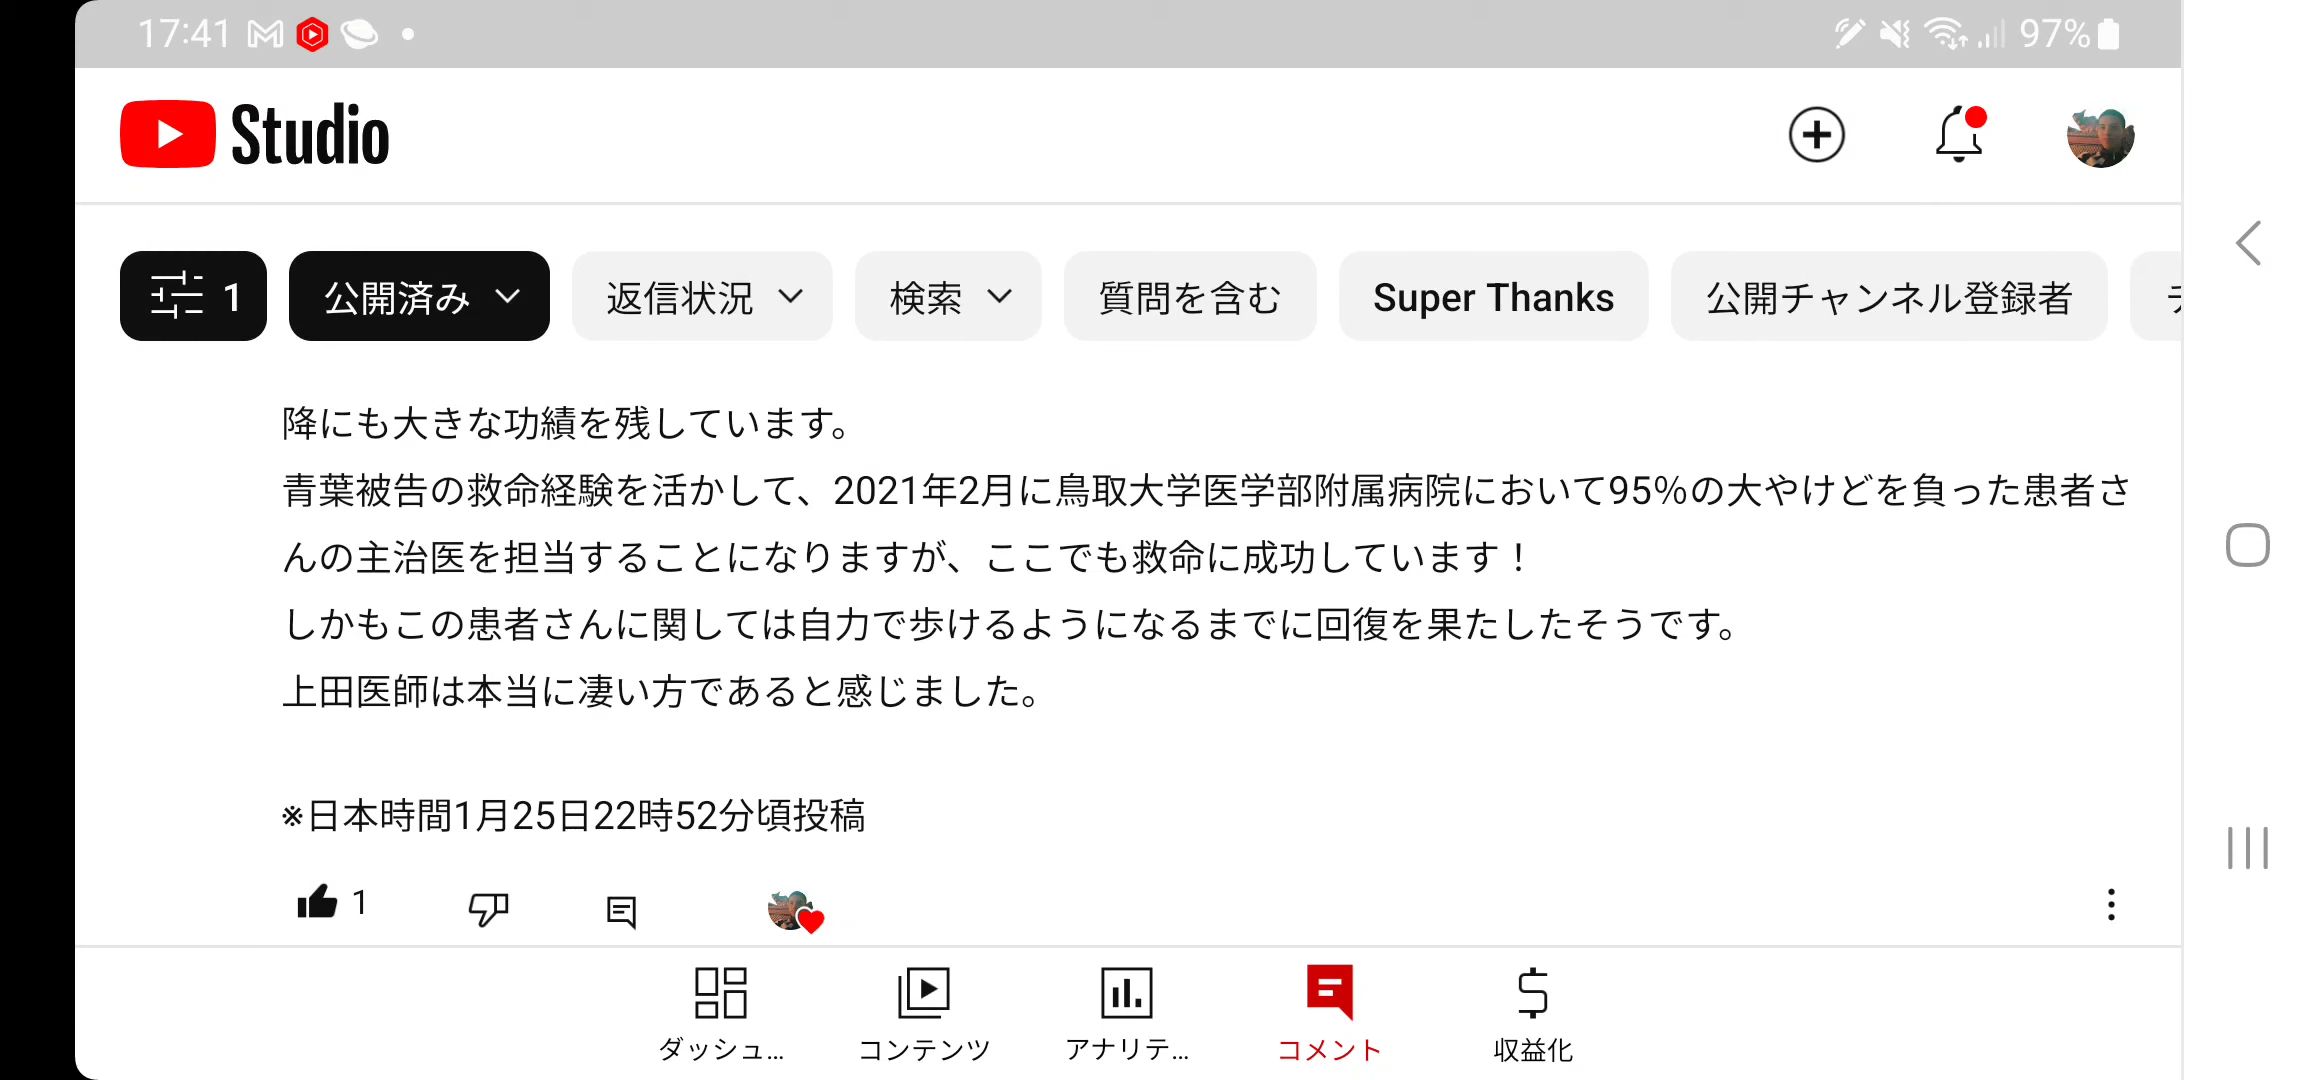 17:41
97%
Studio
1
公開済み
返信状況
検索
質問を含む
Super Thanks
公開チャンネル登録者
降にも大きな功績を残しています。
青葉被告の救命経験を活かして、2021年2月に鳥取大学医学部附属病院において95%の大やけどを負った患者さ
んの主治医を担当することになりますが、ここでも救命に成功しています！
しかもこの患者さんに関しては自力で歩けるようになるまでに回復を果たしたそうです。
上田医師は本当に凄い方であると感じました。
※日本時間1月25日22時52分頃投稿
1
ダッシュ...
コンテンツ
アナリテ...
コメント
収益化